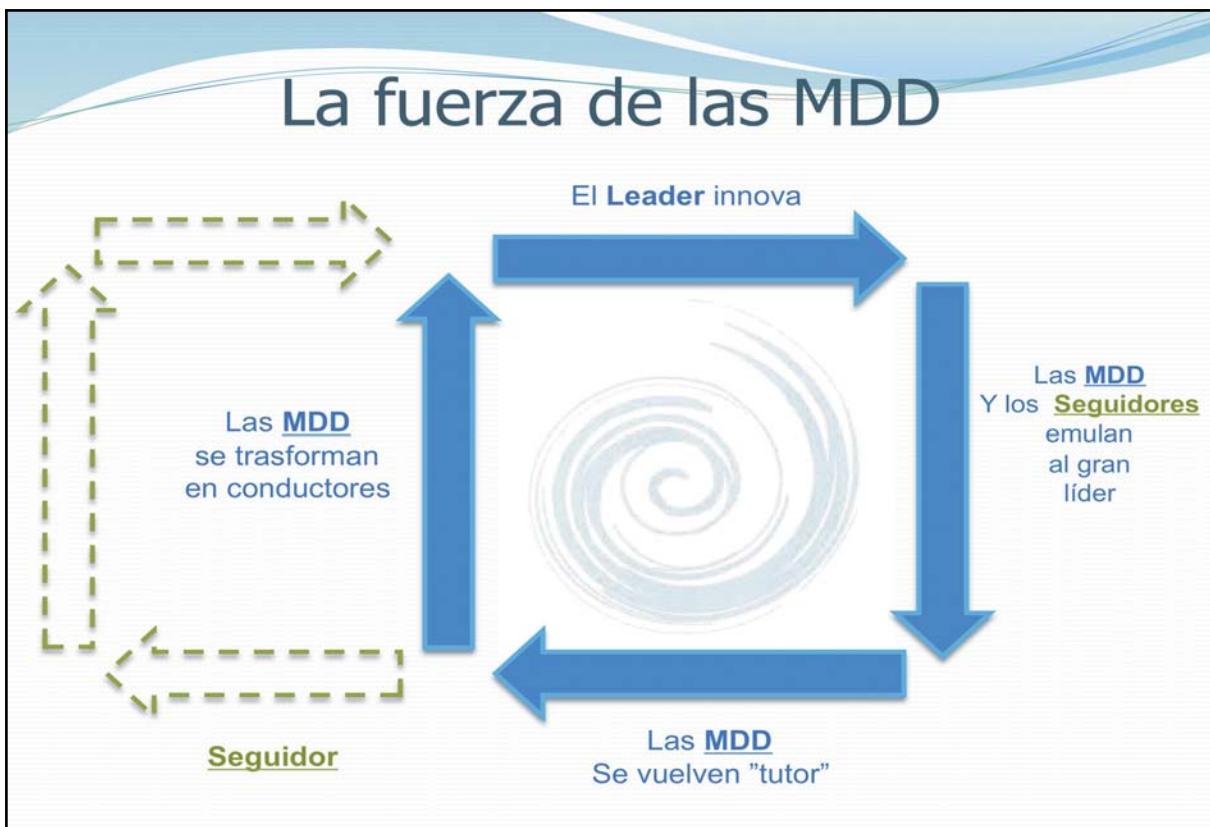 La fuerza de las MDD
El Leader innova
Las MDD
Y los Seguidores
emulan
al gran
líder
Las MDD
se trasforman
en conductores
Las MDD
Se vuelven ”tutor”
Seguidor